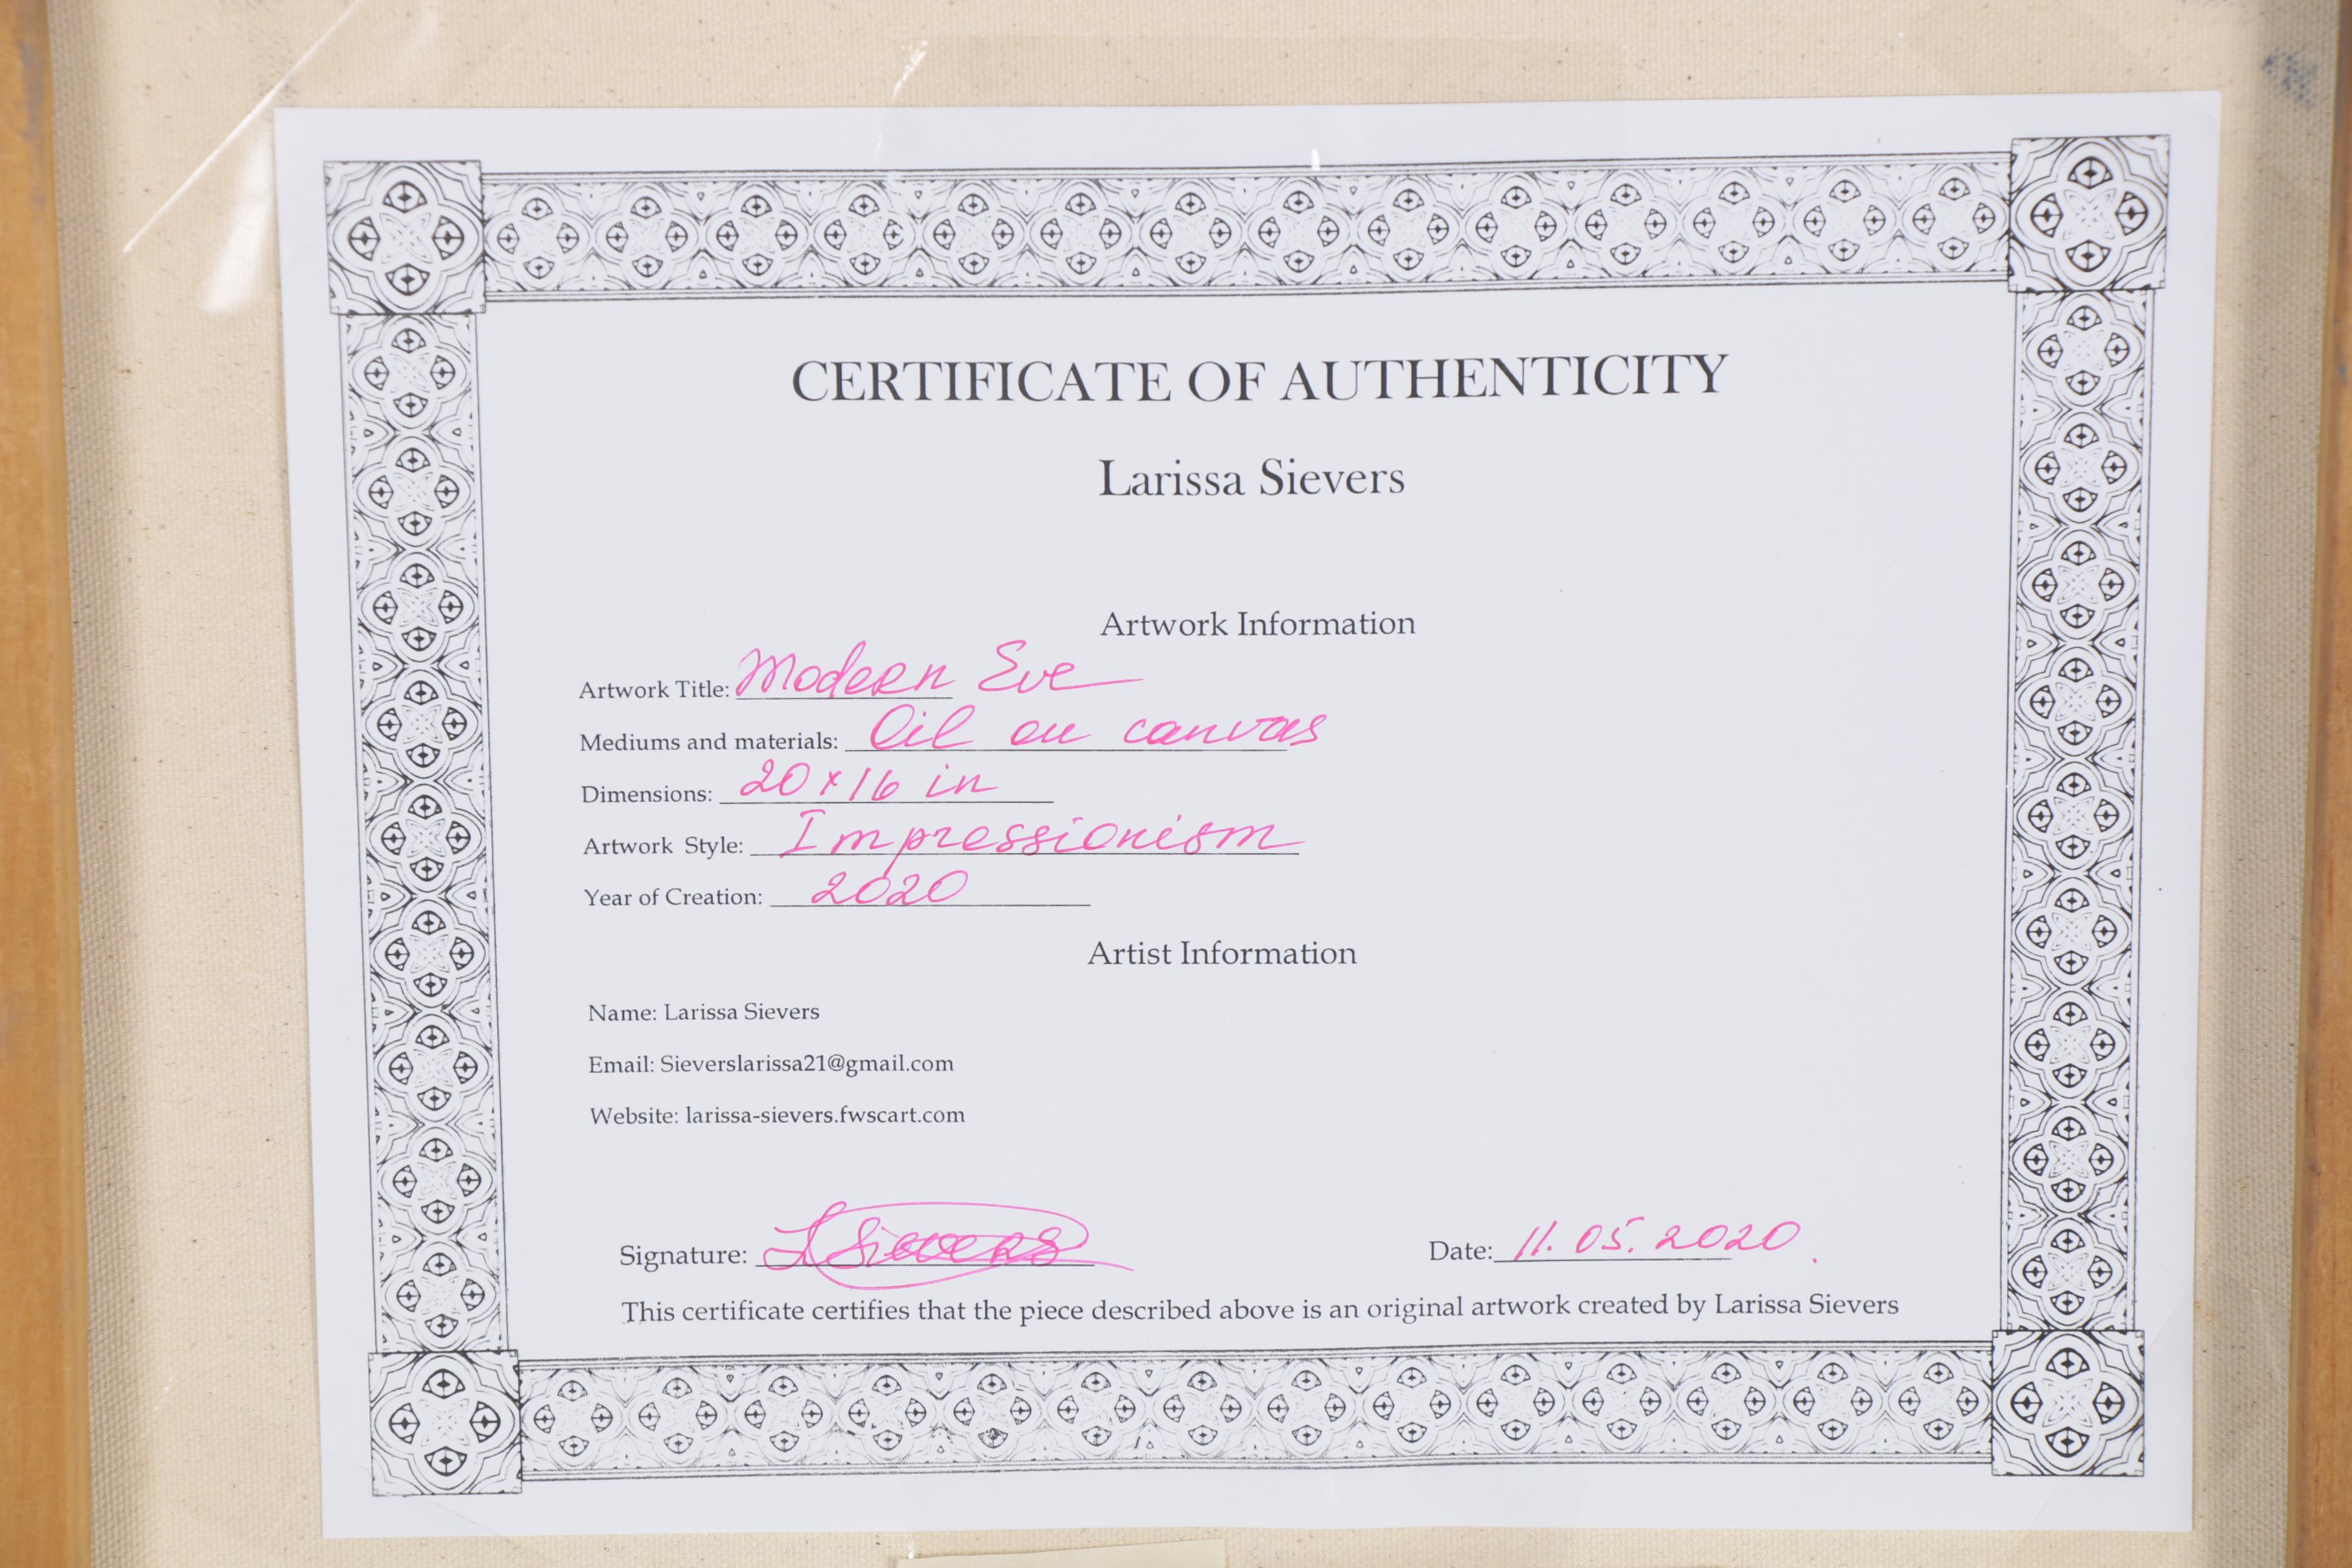 CERTIFICATE OF AUTHENTICITY
Larissa Sievers
Artwork Information
Artwork Title: Modern Eve
Mediums and materials: Oil on canvas
Dimensions: 20 x 16 in
Artwork Style: Impressionism
Year of Creation: 2020
Artist Information
Name: Larissa Sievers
Email: Sieverslarissa21@gmail.com
Website: larissa-sievers.fwscart.com
Signature: L Sievers Date: 11.05.2020.
This certificate certifies that the piece described above is an original artwork created by Larissa Sievers